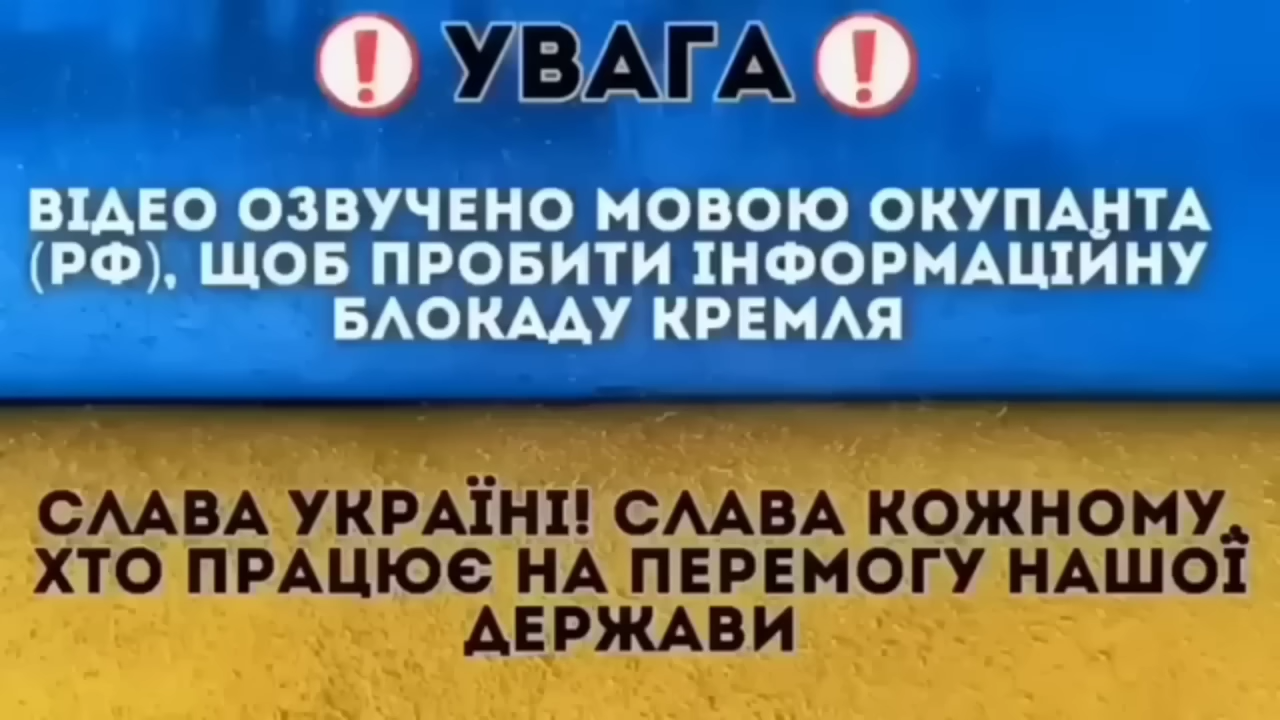 УВАГА
ВІДЕО ОЗВУЧЕНО МОВОЮ ОКУПАНТА
(РФ), ЩОБ ПРОБИТИ ІНФОРМАЦІЙНУ
БЛОКАДУ КРЕМЛЯ
СЛАВА УКРАЇНІ! СЛАВА КОЖНОМУ,
ХТО ПРАЦЮЄ НА ПЕРЕМОГУ НАШОЇ
ДЕРЖАВИ